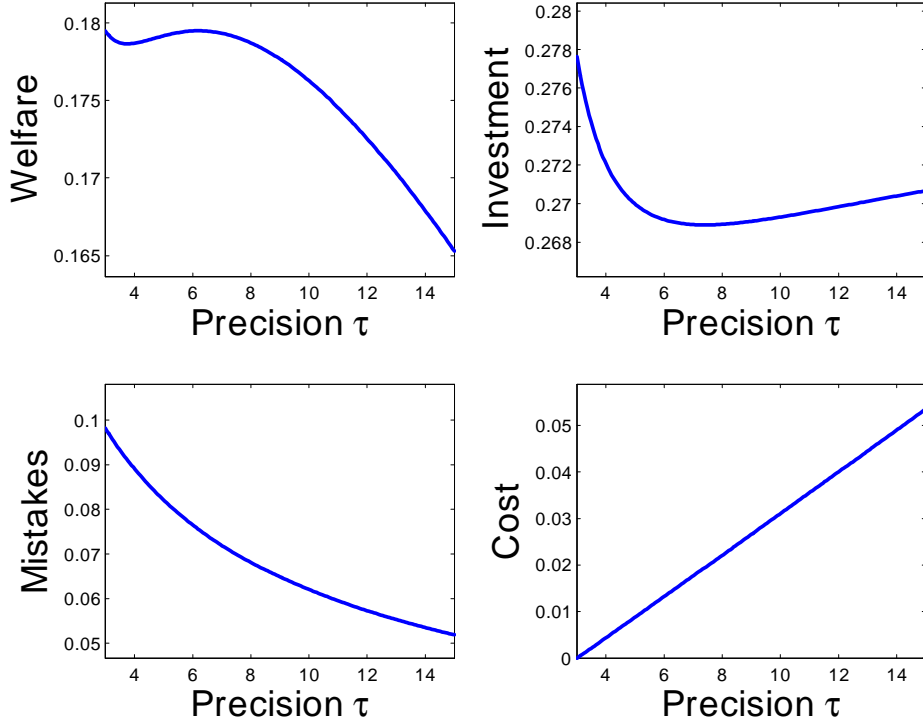 Welfare
0.18
0.175
0.17
0.165
4 6 8 10 12 14
Precision τ
Investment
0.28
0.278
0.276
0.274
0.272
0.27
0.268
4 6 8 10 12 14
Precision τ
Mistakes
0.1
0.09
0.08
0.07
0.06
0.05
4 6 8 10 12 14
Precision τ
Cost
0.05
0.04
0.03
0.02
0.01
0
4 6 8 10 12 14
Precision τ